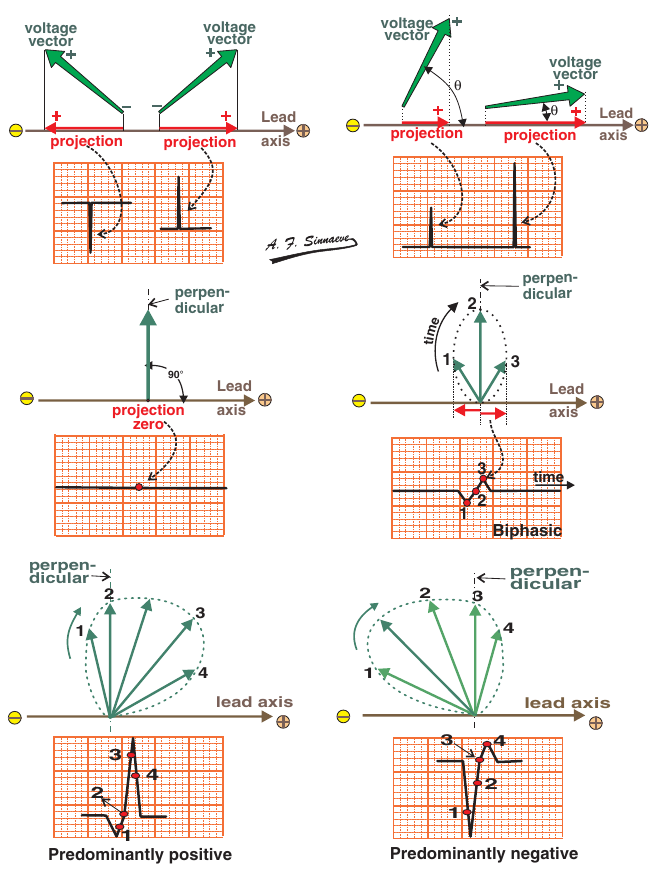 voltage
vector
+
−
+
projection
voltage
vector
+
−
+
projection
Lead
axis
−
+
voltage
vector
+
θ
+
projection
voltage
vector
+
θ
+
projection
Lead
axis
−
+
A. F. Sinnaeve
perpen-
dicular
90°
Lead
axis
projection
zero
−
+
perpen-
dicular
time
1
2
3
Lead
axis
−
+
3
time
2
1
Biphasic
perpen-
dicular
1
2
3
4
lead axis
−
+
3
4
2
1
Predominantly positive
perpen-
dicular
1
2
3
4
lead axis
−
+
3
4
2
1
Predominantly negative